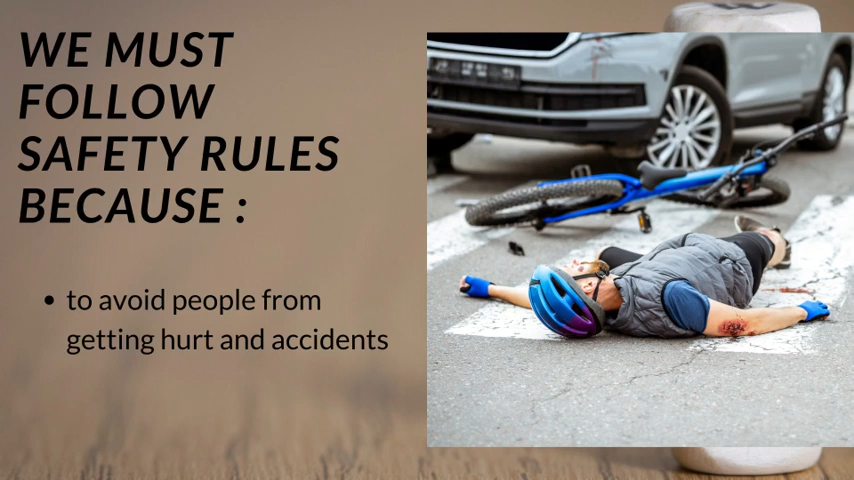 WE MUST
FOLLOW
SAFETY RULES
BECAUSE :
• to avoid people from
getting hurt and accidents